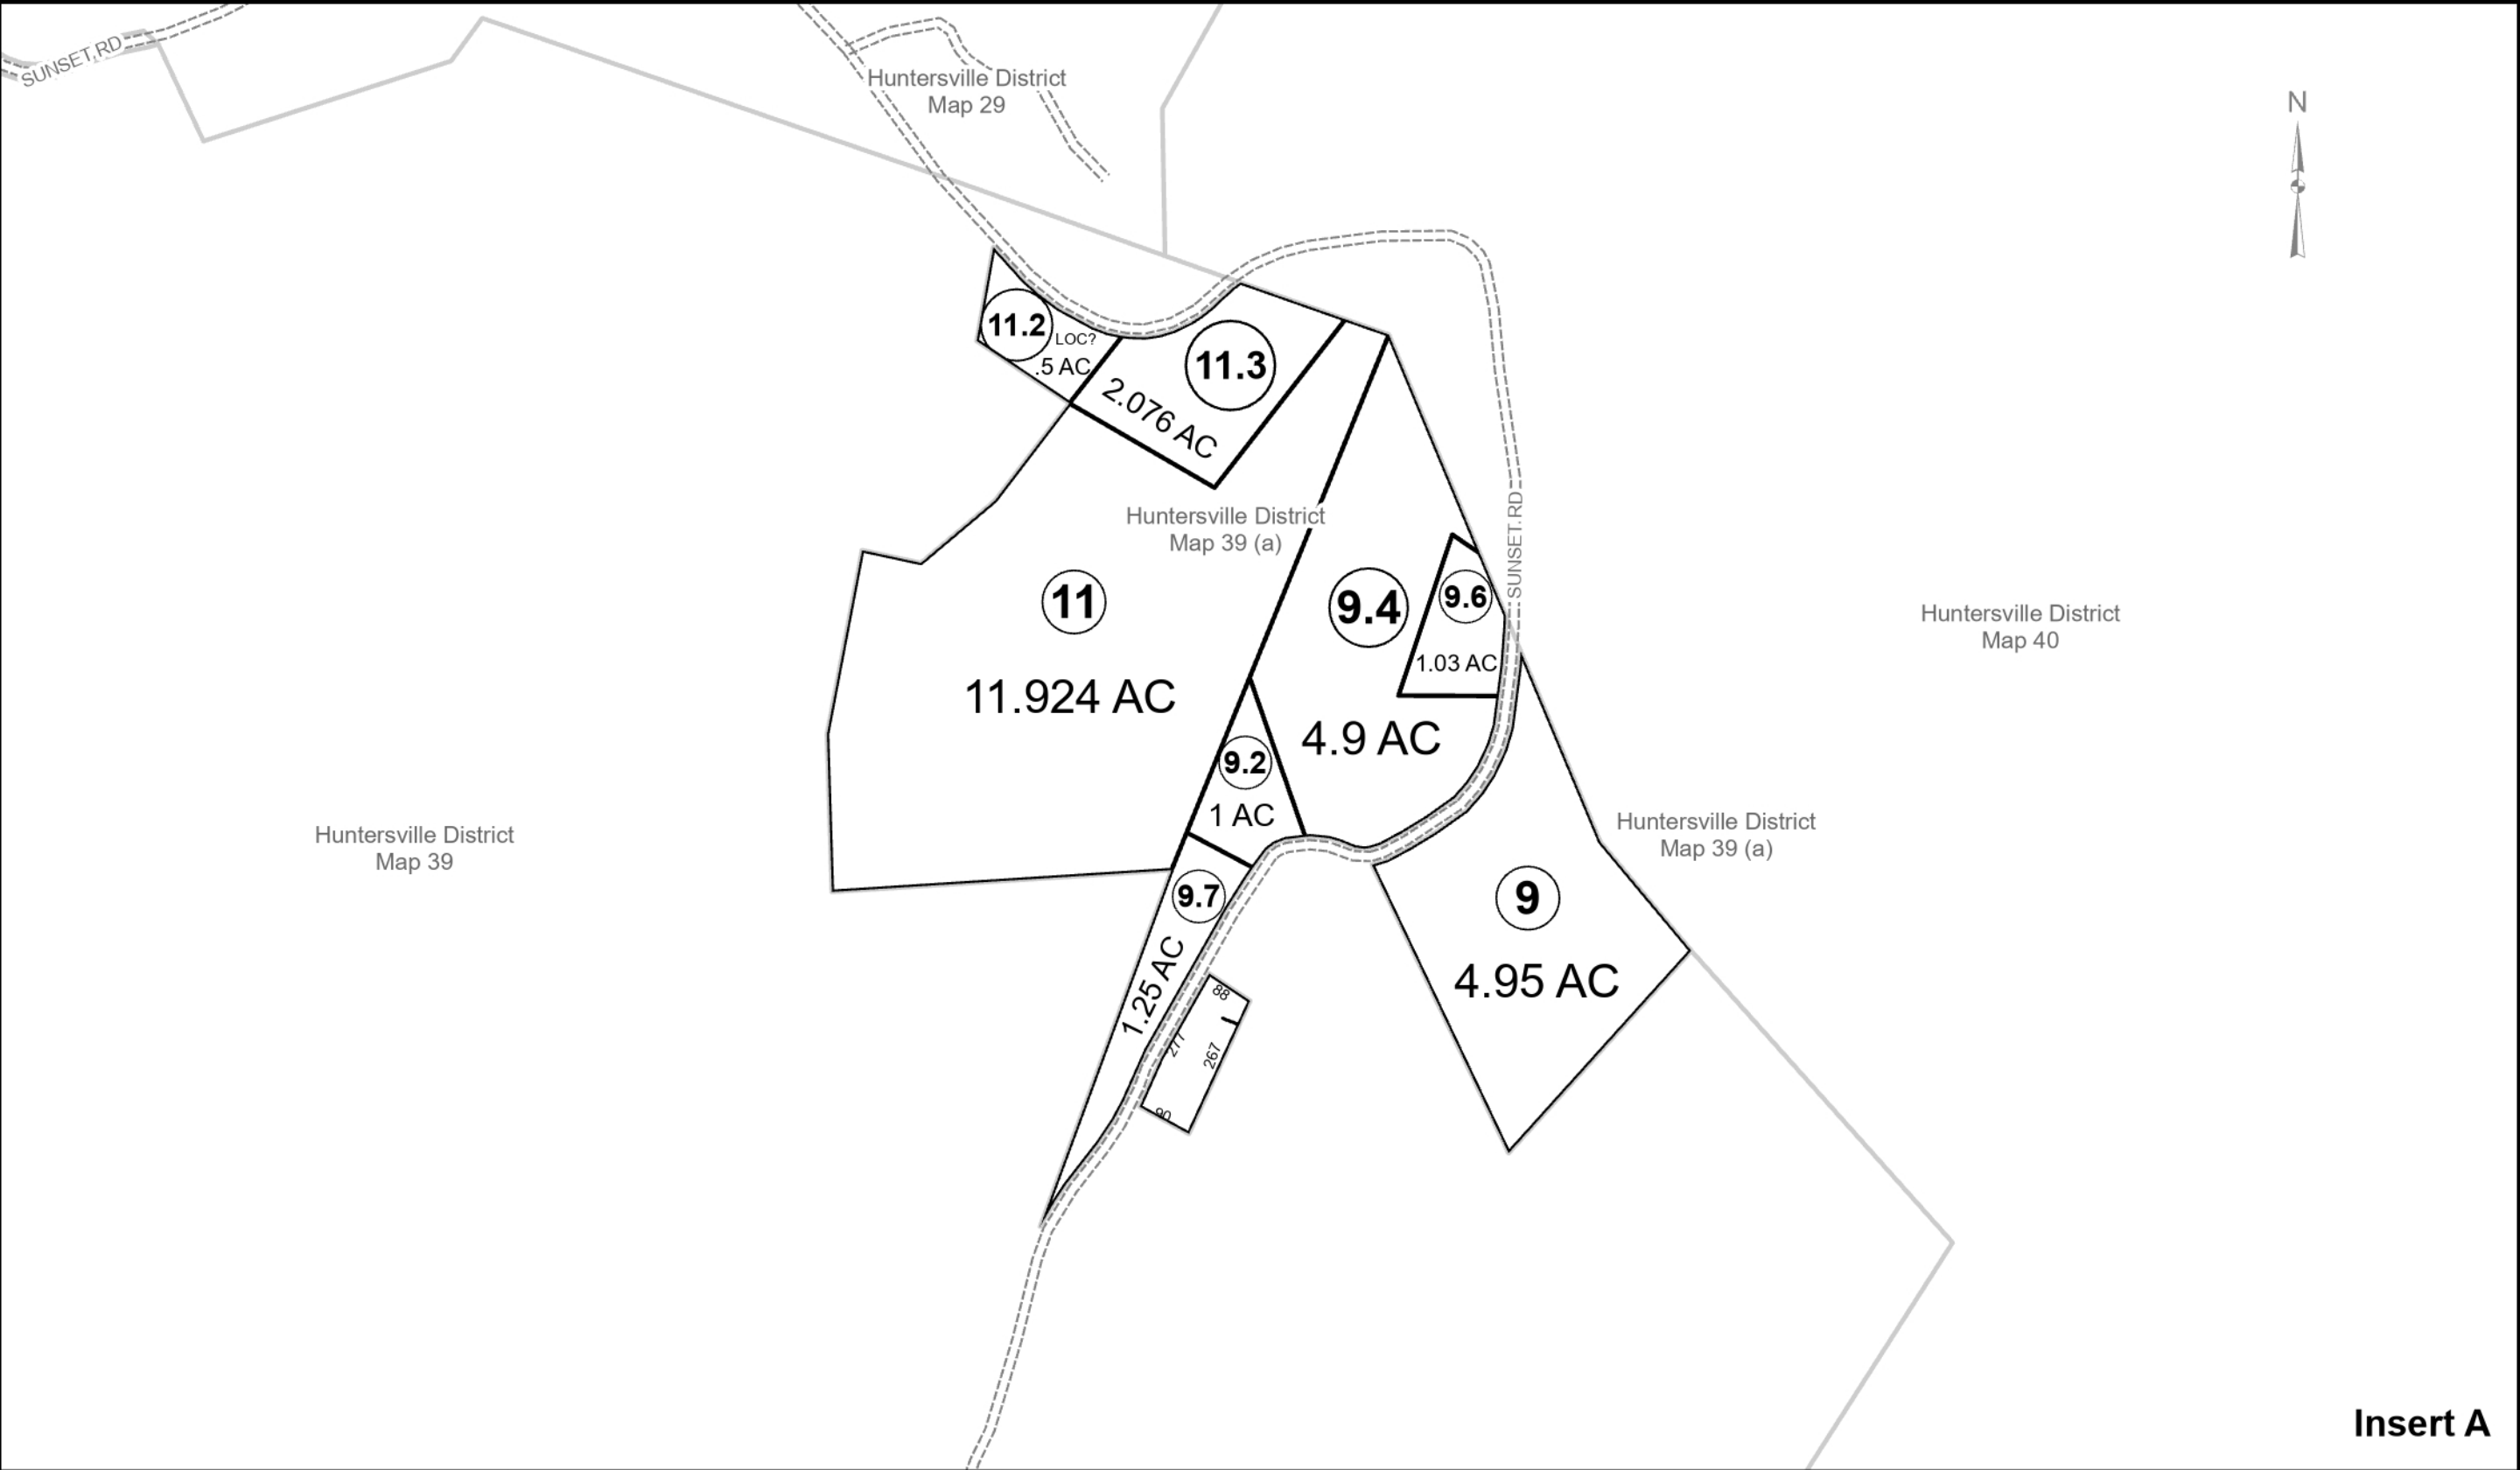 SUNSET RD
Huntersville District
Map 29
N
11.2
LOC?
.5 AC
11.3
2.076 AC
Huntersville District
Map 39 (a)
SUNSET RD
11
11.924 AC
9.4
4.9 AC
9.6
1.03 AC
Huntersville District
Map 40
9.2
1 AC
Huntersville District
Map 39
Huntersville District
Map 39 (a)
9.7
1.25 AC
9
4.95 AC
88
277
267
90
Insert A